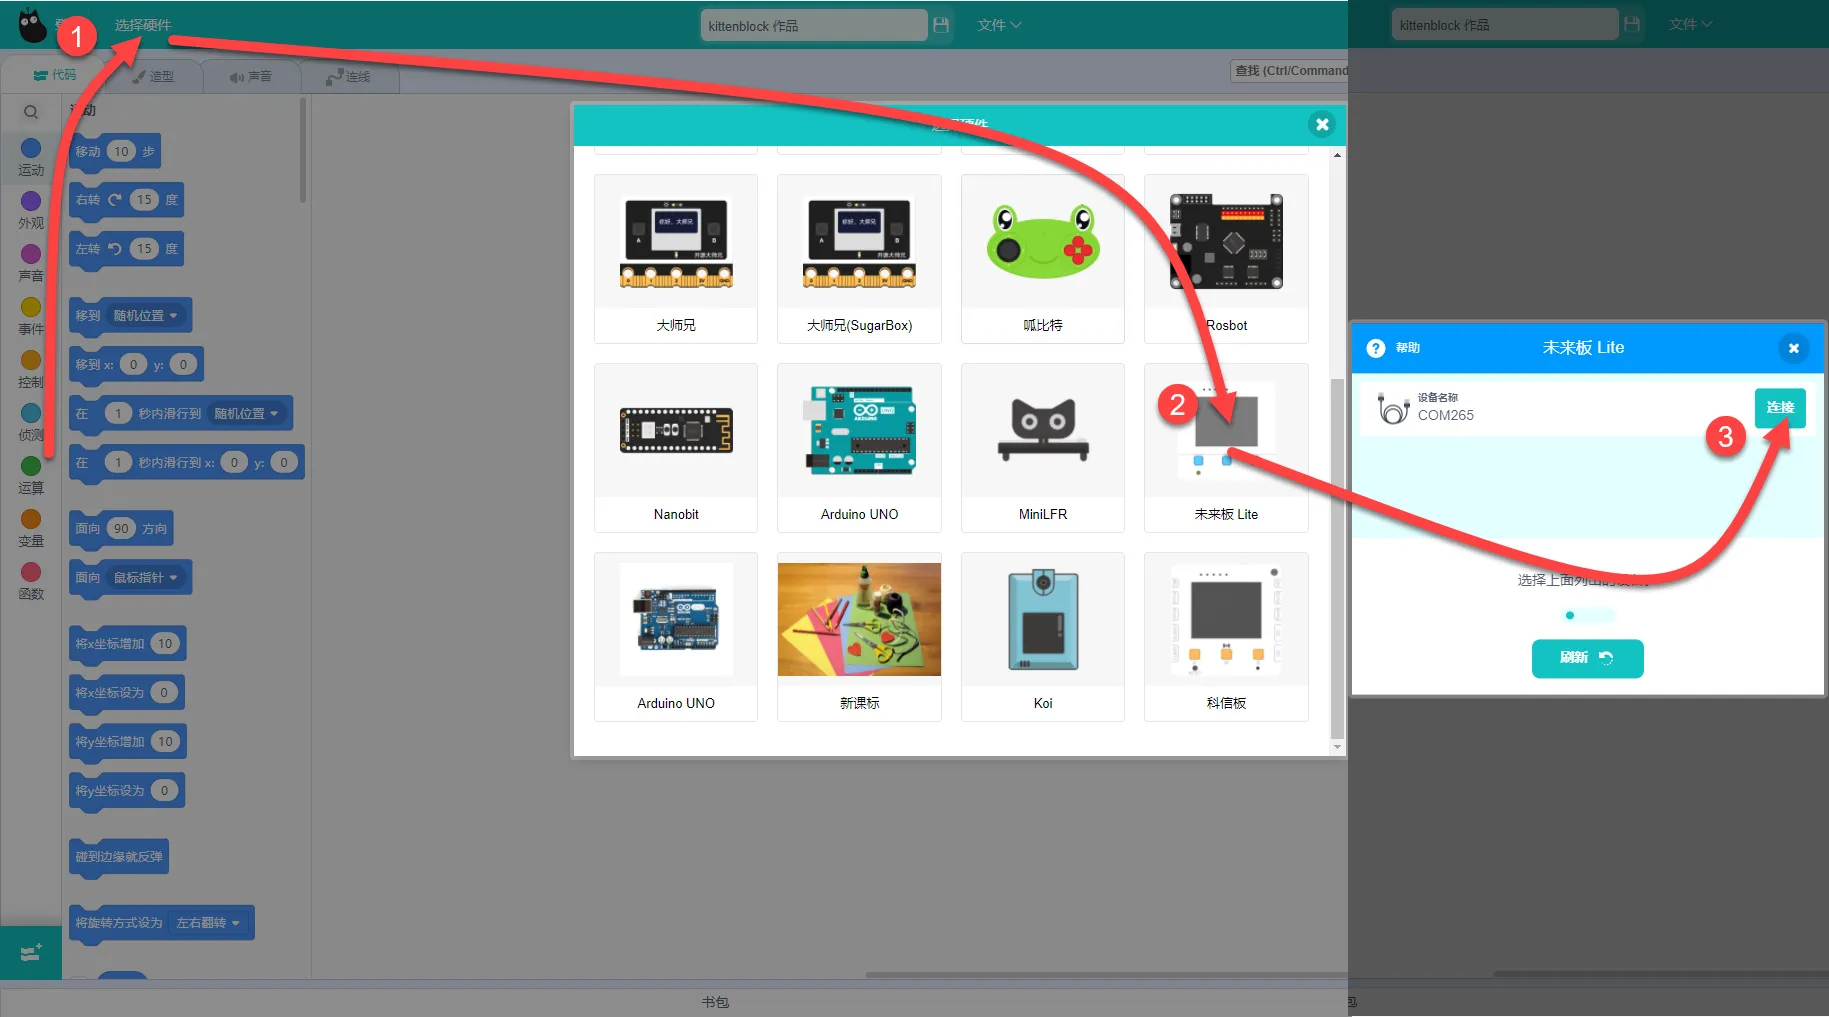 选择硬件
kittenblock 作品
文件
kittenblock 作品
文件
1
代码
造型
声音
连线
查找 (Ctrl/Command
运动
外观
声音
事件
控制
侦测
运算
变量
函数
移动 10 步
右转 15 度
左转 15 度
移到 随机位置
移到 x: 0 y: 0
在 1 秒内滑行到 随机位置
在 1 秒内滑行到 x: 0 y: 0
面向 90 方向
面向 鼠标指针
将x坐标增加 10
将x坐标设为 0
将y坐标增加 10
将y坐标设为 0
碰到边缘就反弹
将旋转方式设为 左右翻转
大师兄
大师兄(SugarBox)
呱比特
Rosbot
Nanobit
Arduino UNO
MiniLFR
未来板 Lite
2
Arduino UNO
新课标
Koi
科信板
帮助
未来板 Lite
设备名称
COM265
连接
3
选择上面列出的
刷新
书包
包